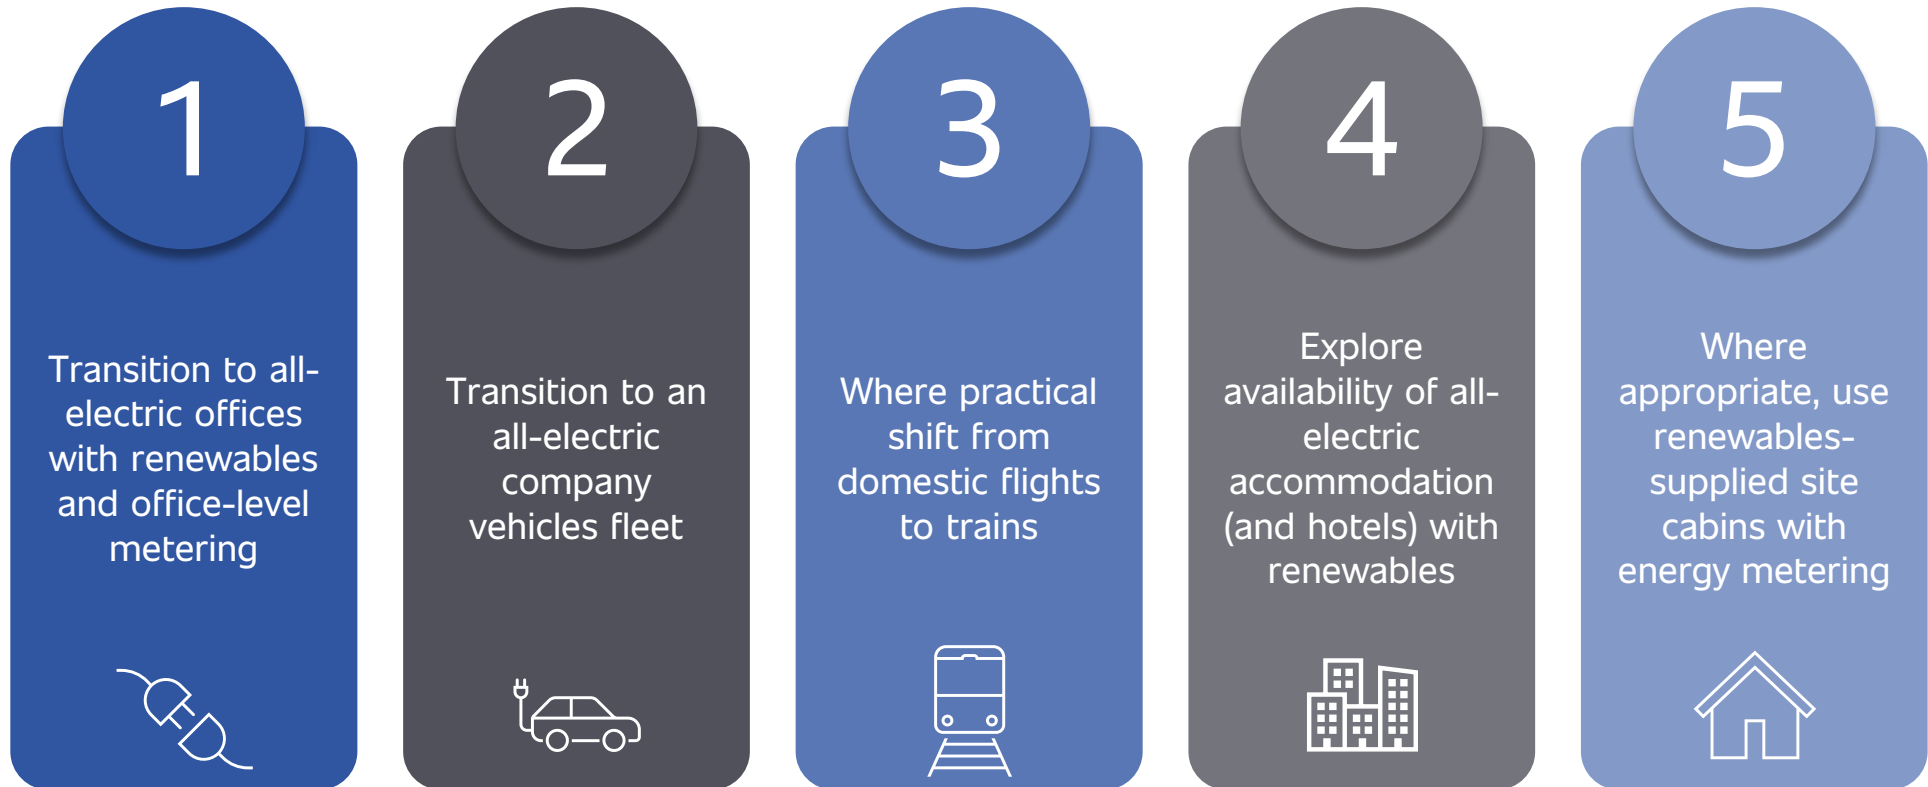 1
Transition to all-
electric offices
with renewables
and office-level
metering
2
Transition to an
all-electric
company
vehicles fleet
3
Where practical
shift from
domestic flights
to trains
4
Explore
availability of all-
electric
accommodation
(and hotels) with
renewables
5
Where
appropriate, use
renewables-
supplied site
cabins with
energy metering